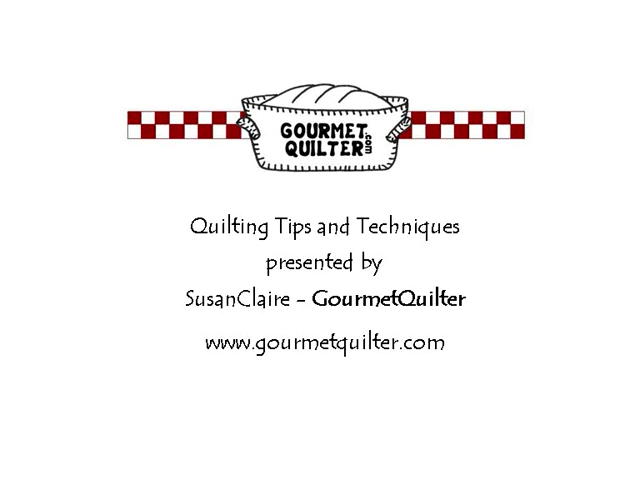 GOURMET
QUILTER.com
Quilting Tips and Techniques
presented by
SusanClaire - GourmetQuilter
www.gourmetquilter.com